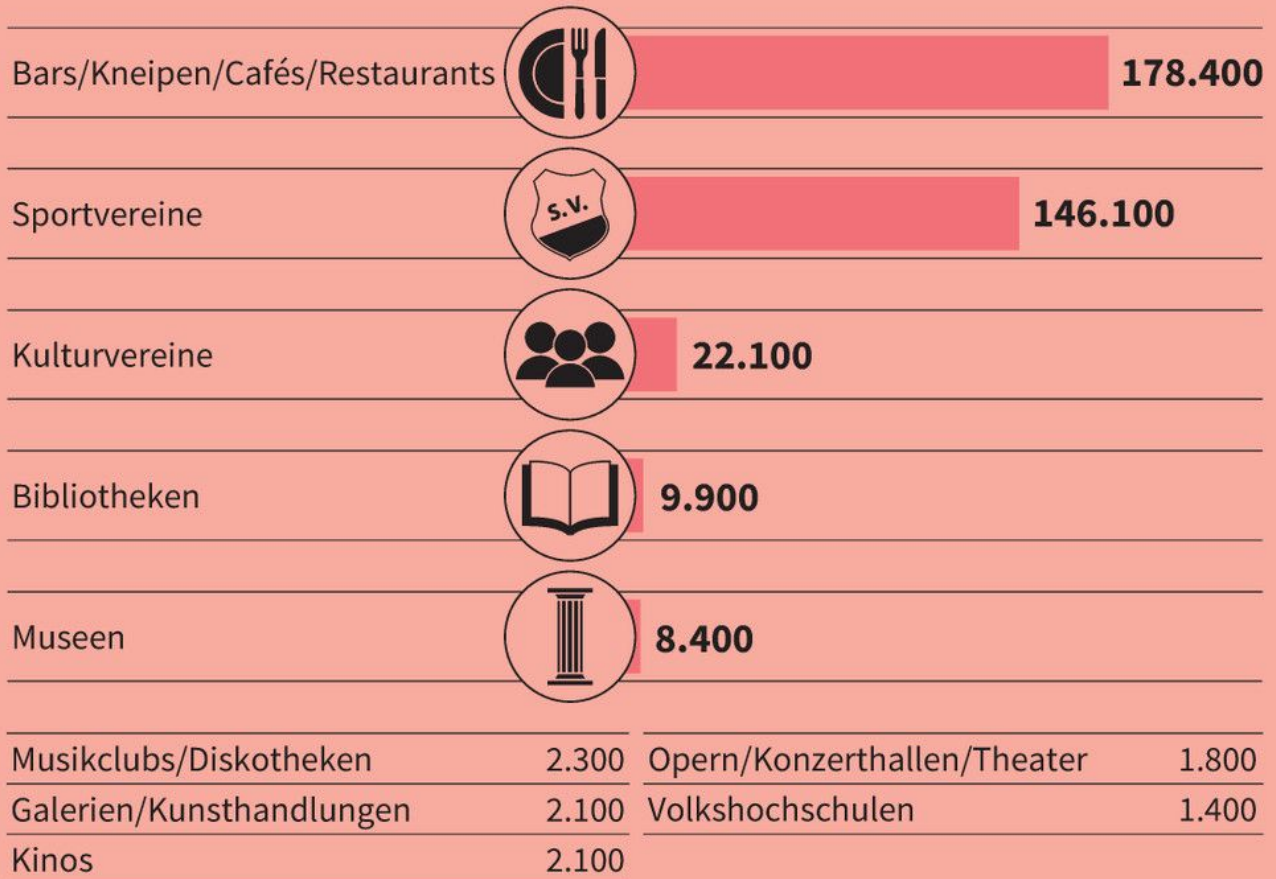 Bars/Kneipen/Cafés/Restaurants 178.400
S.V.
Sportvereine 146.100
Kulturvereine 22.100
Bibliotheken 9.900
Museen 8.400
Musikclubs/Diskotheken 2.300 Opern/Konzerthallen/Theater 1.800
Galerien/Kunsthandlungen 2.100 Volkshochschulen 1.400
Kinos 2.100